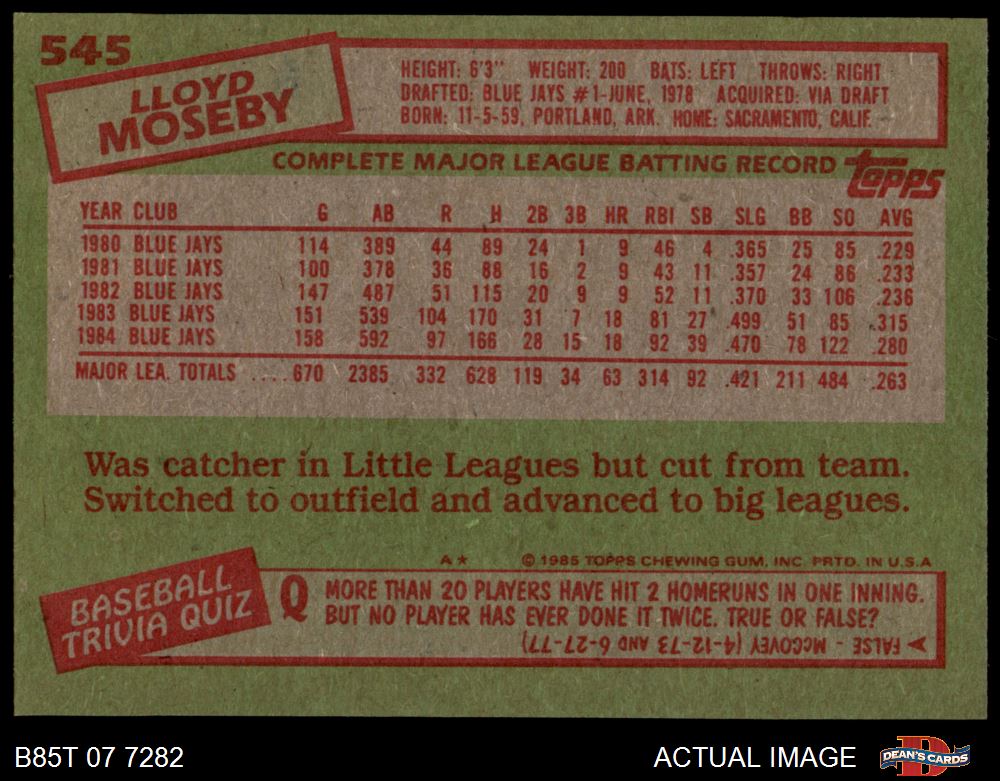 545
LLOYD
MOSEBY
HEIGHT: 6'3" WEIGHT: 200 BATS: LEFT THROWS: RIGHT
DRAFTED: BLUE JAYS #1-JUNE, 1978 ACQUIRED: VIA DRAFT
BORN: 11-5-59, PORTLAND, ARK. HOME: SACRAMENTO, CALIF.
COMPLETE MAJOR LEAGUE BATTING RECORD
topps
YEAR CLUB G AB R H 2B 3B HR RBI SB SLG BB SO AVG
1980 BLUE JAYS 114 389 44 89 24 1 9 46 4 .365 25 85 .229
1981 BLUE JAYS 100 378 36 88 16 2 9 43 11 .357 24 86 .233
1982 BLUE JAYS 147 487 51 115 20 9 9 52 11 .370 33 106 .236
1983 BLUE JAYS 151 539 104 170 31 7 18 81 27 .499 51 85 .315
1984 BLUE JAYS 158 592 97 166 28 15 18 92 39 .470 78 122 .280
MAJOR LEA. TOTALS ....670 2385 332 628 119 34 63 314 92 .421 211 484 .263
Was catcher in Little Leagues but cut from team.
Switched to outfield and advanced to big leagues.
A* © 1985 TOPPS CHEWING GUM, INC. PRTD. IN U.S.A
BASEBALL
TRIVIA QUIZ
Q MORE THAN 20 PLAYERS HAVE HIT 2 HOMERUNS IN ONE INNING.
BUT NO PLAYER HAS EVER DONE IT TWICE. TRUE OR FALSE?
FALSE - McCOVEY (4-12-73 AND 6-27-77)
B85T 07 7282
ACTUAL IMAGE
D
DEAN'S CARDS